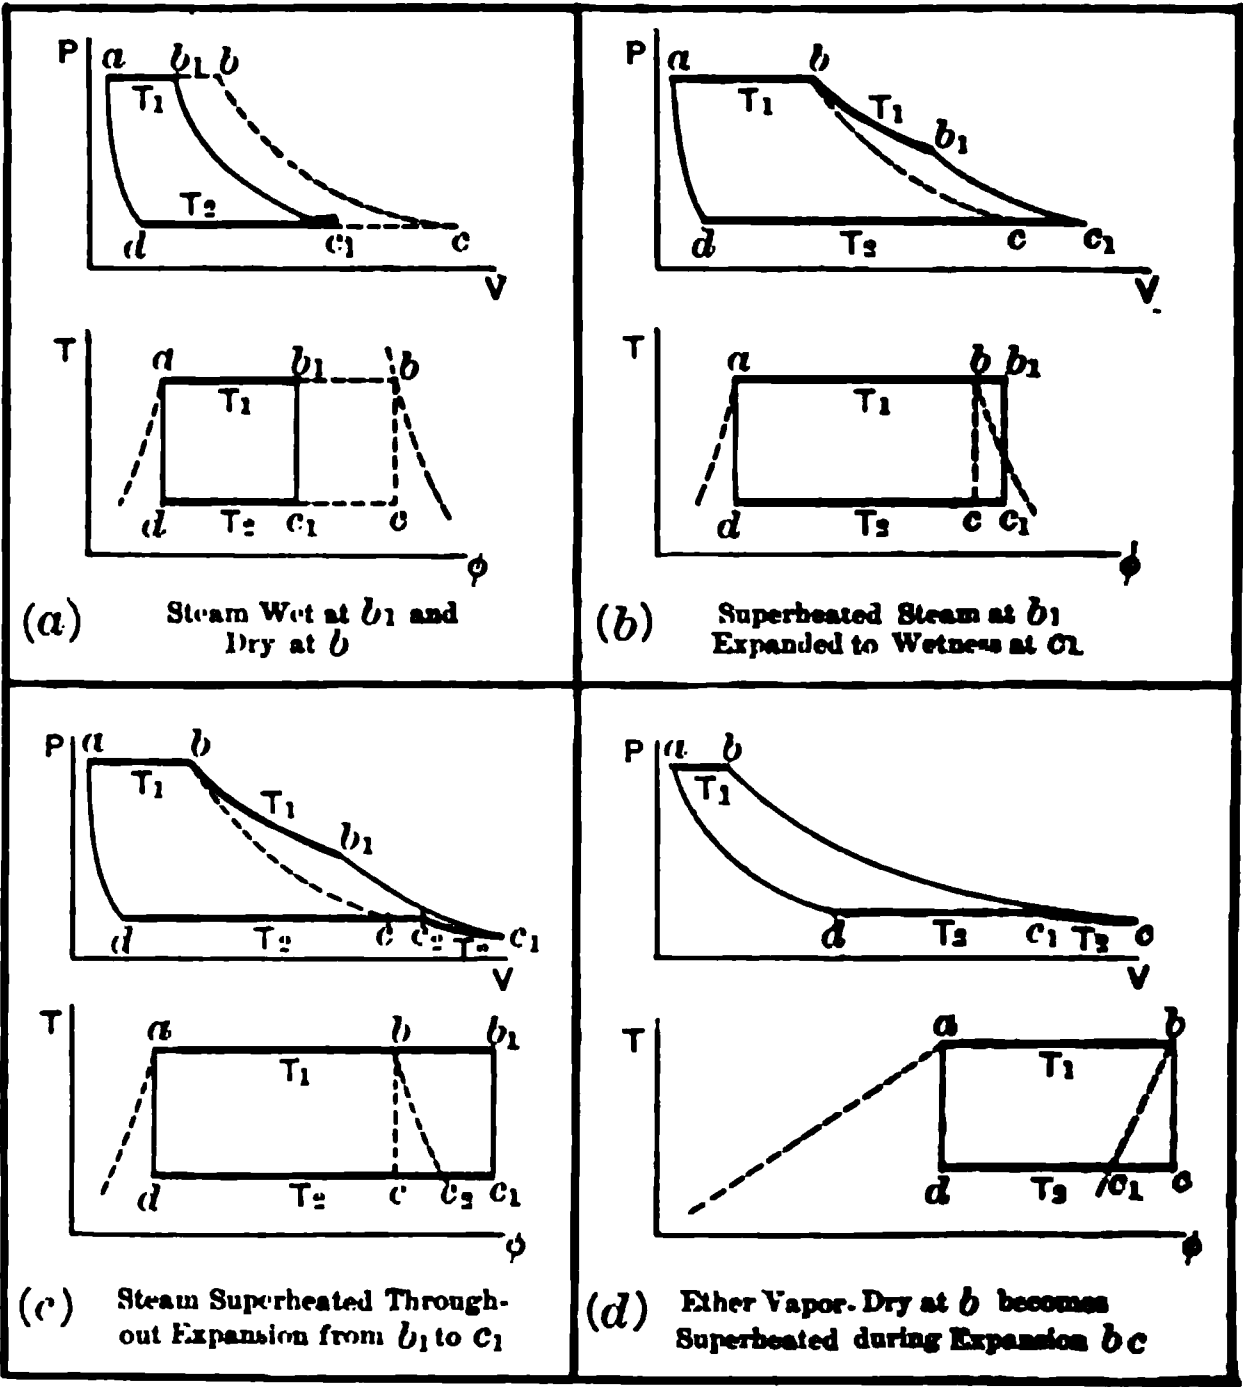 P a b1 b
T1
T2
d c1 c
V
T a b1 b
T1
d T2 c1 c
φ
(a) Steam Wet at b1 and
Dry at b
P a b
T1 T1 b1
d T2 c c1
V
T a b b1
T1
d T2 c c1
φ
(b) Superheated Steam at b1
Expanded to Wetness at c1
P a b
T1 T1 b1
d T2 c c2 T2 c1
V
T a b b1
T1
d T2 c c2 c1
φ
(c) Steam Superheated Through-
out Expansion from b1 to c1
P a b
T1
d T2 c1 T2 c
V
T a b
T1
d T2 c1 c
φ
(d) Ether Vapor. Dry at b becomes
Superheated during Expansion bc